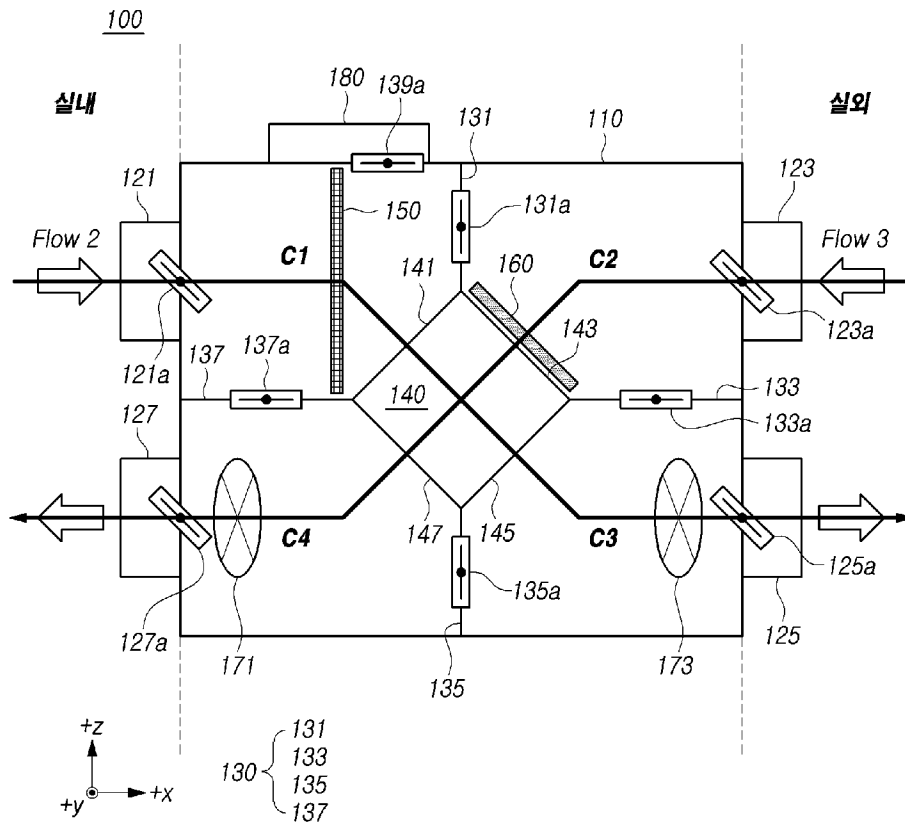 100
실내
실외
180
139a
131
110
121
123
150
131a
Flow 2
Flow 3
C1
C2
141
160
143
121a
123a
137
137a
140
133
133a
127
C4
147
145
C3
125a
135a
127a
171
135
173
125
+z
+y
+x
130
131
133
135
137